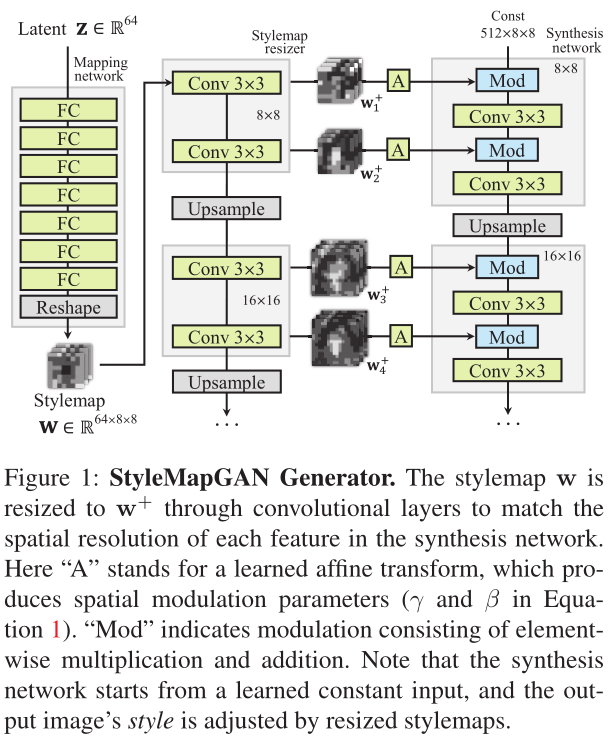 Latent z ∈ ℝ⁶⁴
Mapping
network
FC
FC
FC
FC
FC
FC
FC
FC
Reshape
Stylemap
w ∈ ℝ⁶⁴ˣ⁸ˣ⁸
Stylemap
resizer
Conv 3×3
8×8
Conv 3×3
Upsample
Conv 3×3
16×16
Conv 3×3
Upsample
...
w₁⁺
A
w₂⁺
A
w₃⁺
A
w₄⁺
A
Const
512×8×8
Synthesis
network
8×8
Mod
Conv 3×3
Mod
Conv 3×3
Upsample
16×16
Mod
Conv 3×3
Mod
Conv 3×3
...
Figure 1: StyleMapGAN Generator. The stylemap w is
resized to w⁺ through convolutional layers to match the
spatial resolution of each feature in the synthesis network.
Here “A” stands for a learned affine transform, which pro-
duces spatial modulation parameters (γ and β in Equa-
tion 1). “Mod” indicates modulation consisting of element-
wise multiplication and addition. Note that the synthesis
network starts from a learned constant input, and the out-
put image’s style is adjusted by resized stylemaps.